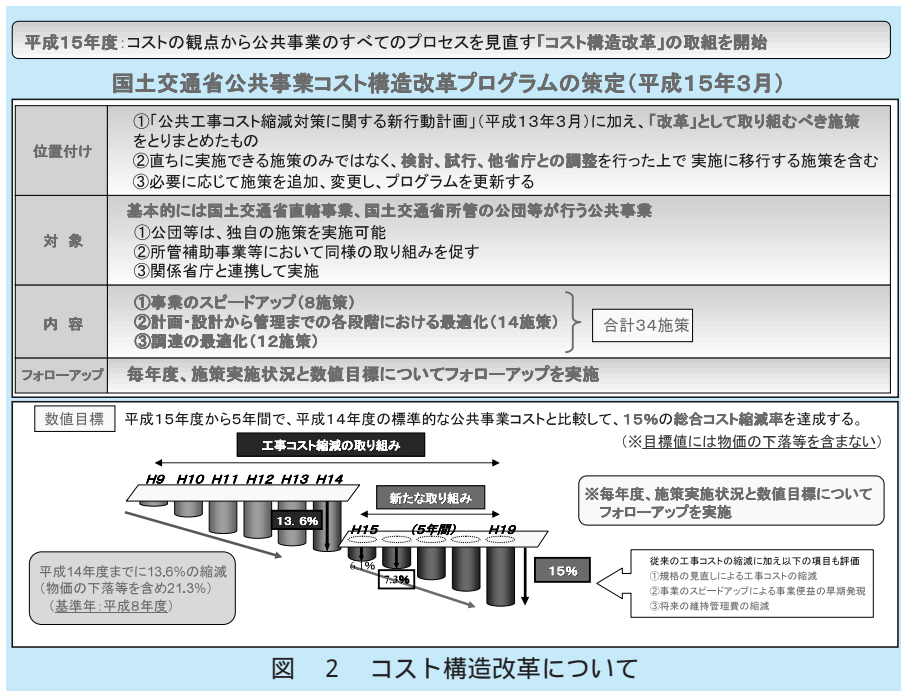 平成15年度:コストの観点から公共事業のすべてのプロセスを見直す「コスト構造改革」の取組を開始
国土交通省公共事業コスト構造改革プログラムの策定(平成15年3月)
位置付け
①「公共工事コスト縮減対策に関する新行動計画」(平成13年3月)に加え、「改革」として取り組むべき施策
をとりまとめたもの
②直ちに実施できる施策のみではなく、検討、試行、他省庁との調整を行った上で 実施に移行する施策を含む
③必要に応じて施策を追加、変更し、プログラムを更新する
対 象
基本的には国土交通省直轄事業、国土交通省所管の公団等が行う公共事業
①公団等は、独自の施策を実施可能
②所管補助事業等において同様の取り組みを促す
③関係省庁と連携して実施
内 容
①事業のスピードアップ(8施策)
②計画・設計から管理までの各段階における最適化(14施策)
③調達の最適化(12施策)
合計34施策
フォローアップ
毎年度、施策実施状況と数値目標についてフォローアップを実施
数値目標
平成15年度から5年間で、平成14年度の標準的な公共事業コストと比較して、15%の総合コスト縮減率を達成する。
(※目標値には物価の下落等を含まない)
工事コスト縮減の取り組み
H9 H10 H11 H12 H13 H14
新たな取り組み
13.6%
H15 (5年間) H19
6.1%
7.3%
15%
※毎年度、施策実施状況と数値目標について
フォローアップを実施
平成14年度までに13.6%の縮減
(物価の下落等を含め21.3%)
(基準年:平成8年度)
従来の工事コストの縮減に加え以下の項目も評価
①規格の見直しによる工事コストの縮減
②事業のスピードアップによる事業便益の早期発現
③将来の維持管理費の縮減
図 2 コスト構造改革について